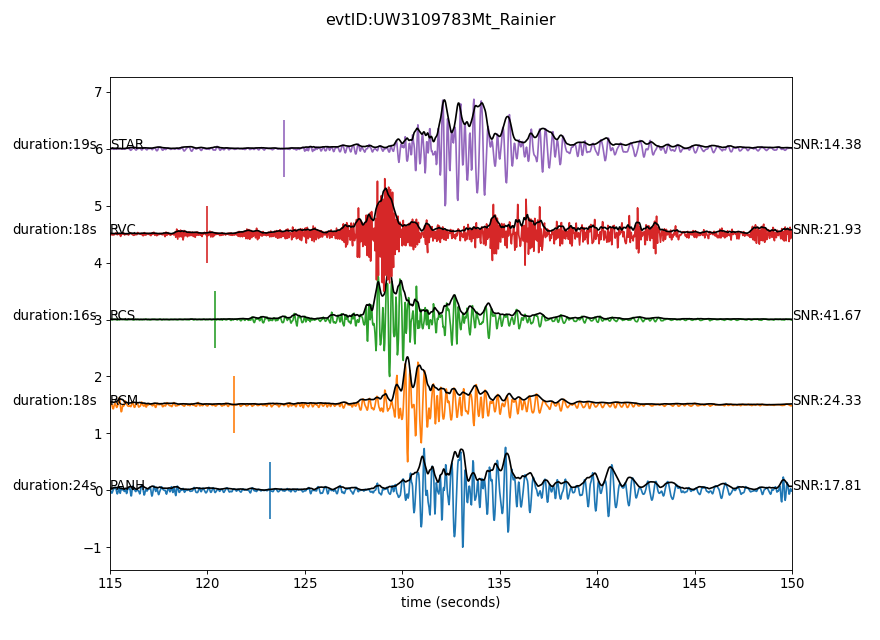 evtID:UW3109783Mt_Rainier
7
duration:19s STAR 6 SNR:14.38
5
duration:18s RVC SNR:21.93
4
duration:16s RCS 3 SNR:41.67
2
duration:18s RCM SNR:24.33
1
duration:24s PANH 0 SNR:17.81
−1
115 120 125 130 135 140 145 150
time (seconds)